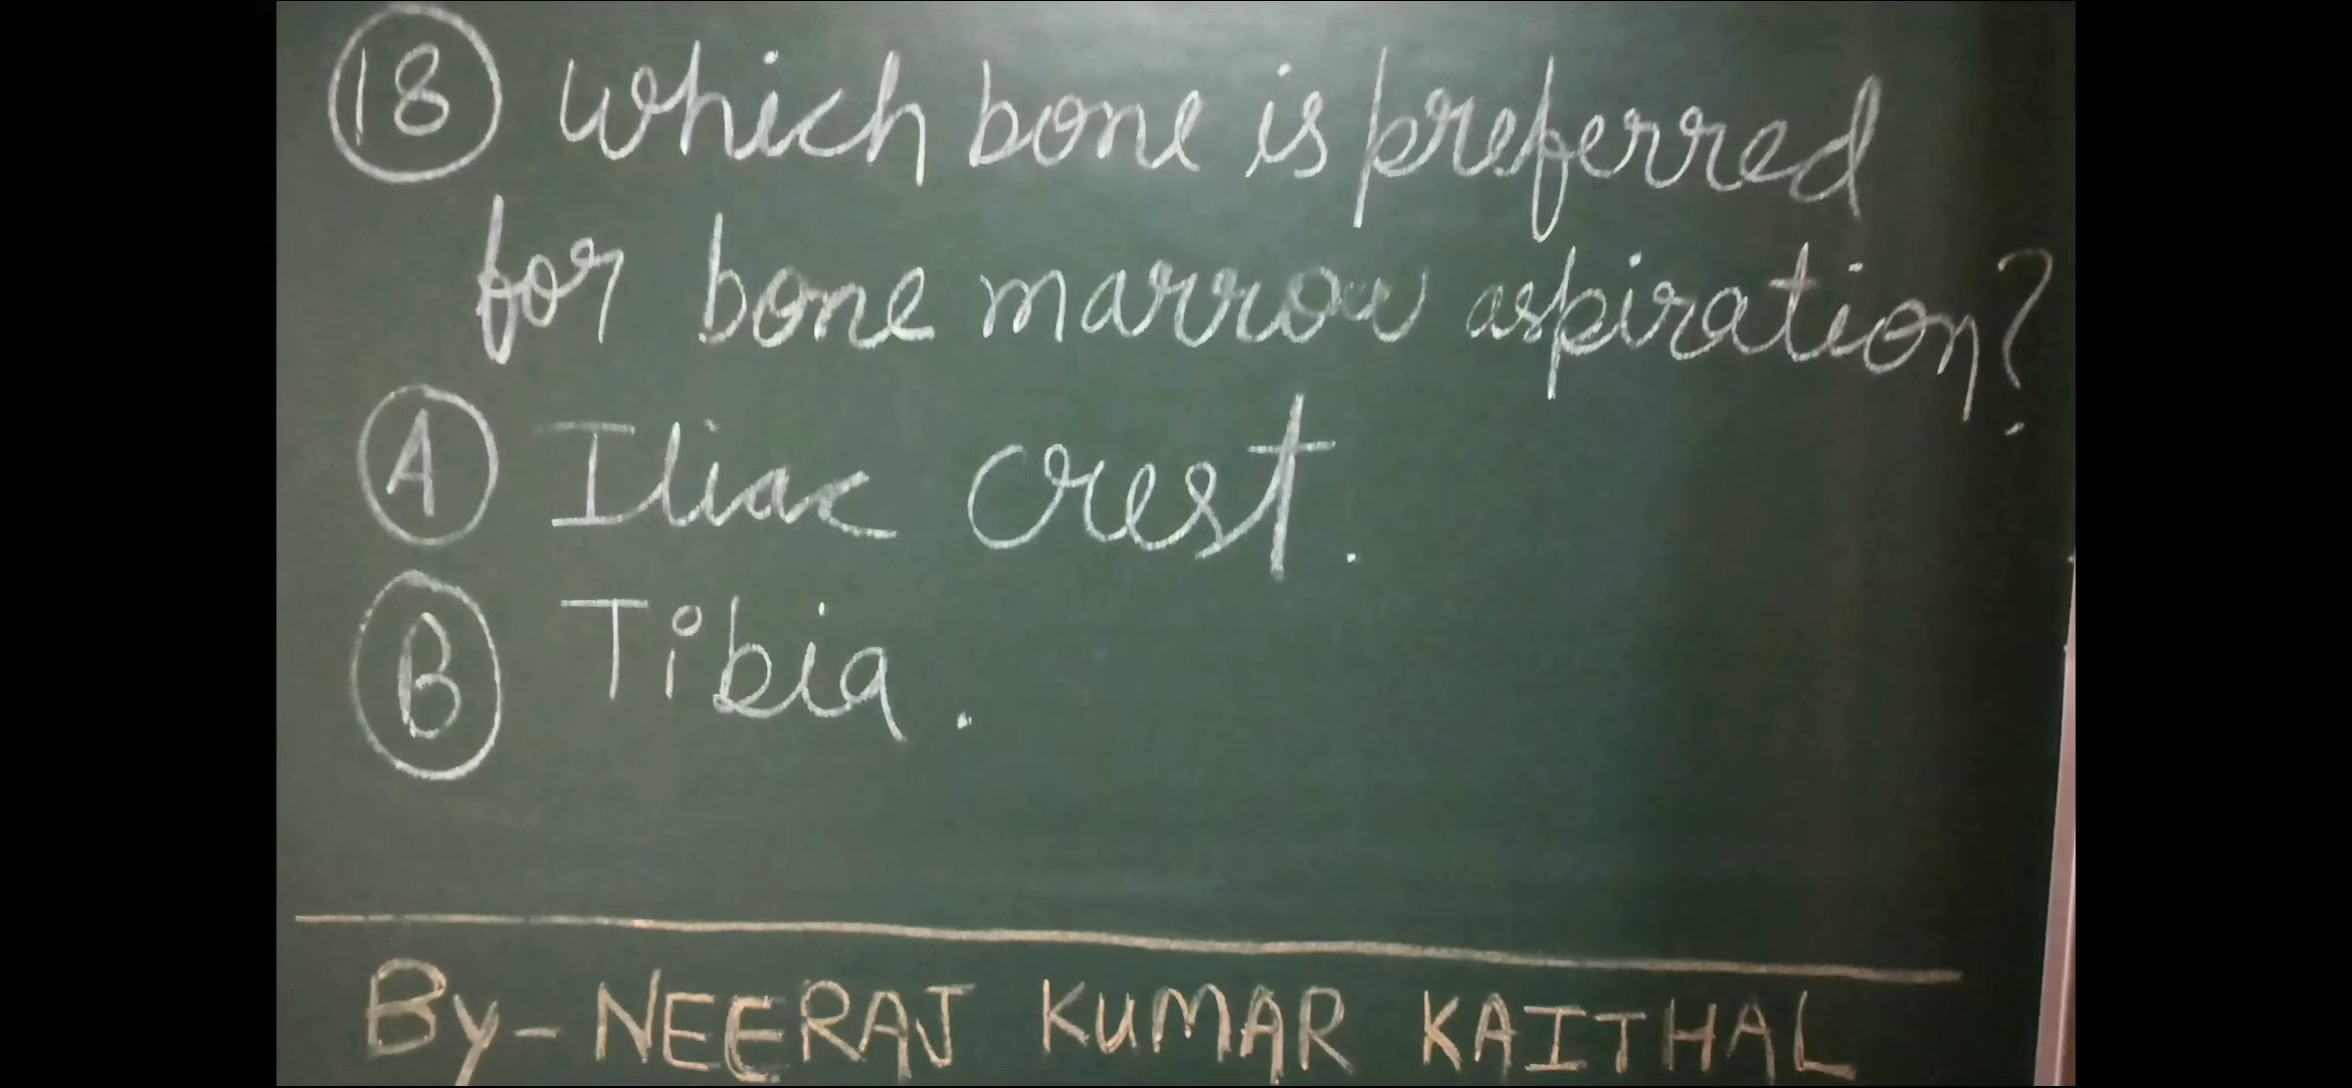 18 Which bone is preferred
for bone marrow aspiration?
A Iliac Crest.
B Tibia.
By-NEERAJ KUMAR KAITHAL